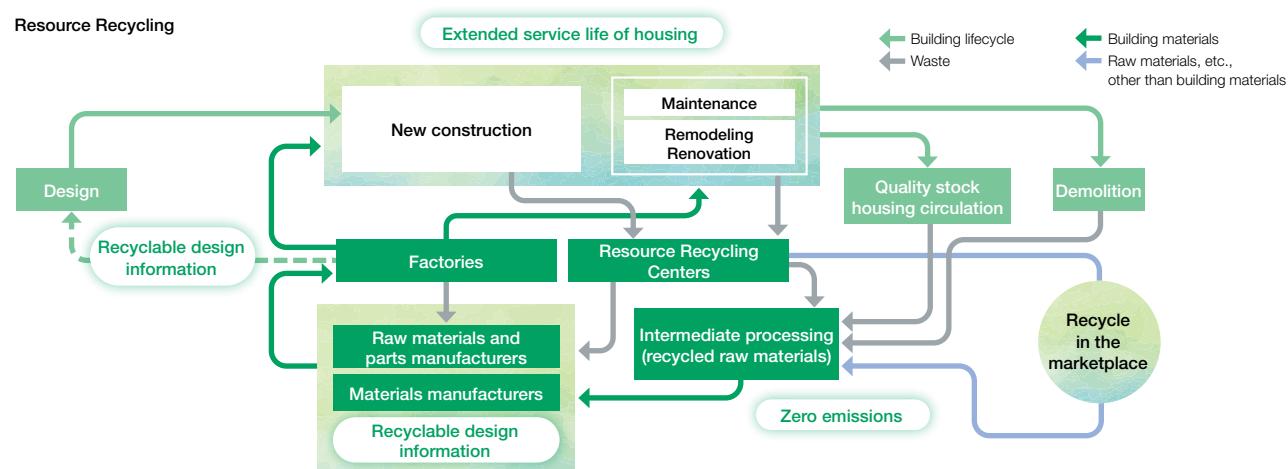 Resource Recycling
Extended service life of housing
Building lifecycle
Waste
Building materials
Raw materials, etc.,
other than building materials
New construction
Maintenance
Remodeling
Renovation
Design
Quality stock
housing circulation
Demolition
Recyclable design
information
Factories
Resource Recycling
Centers
Raw materials and
parts manufacturers
Intermediate processing
(recycled raw materials)
Recycle
in the
marketplace
Materials manufacturers
Recyclable design
information
Zero emissions